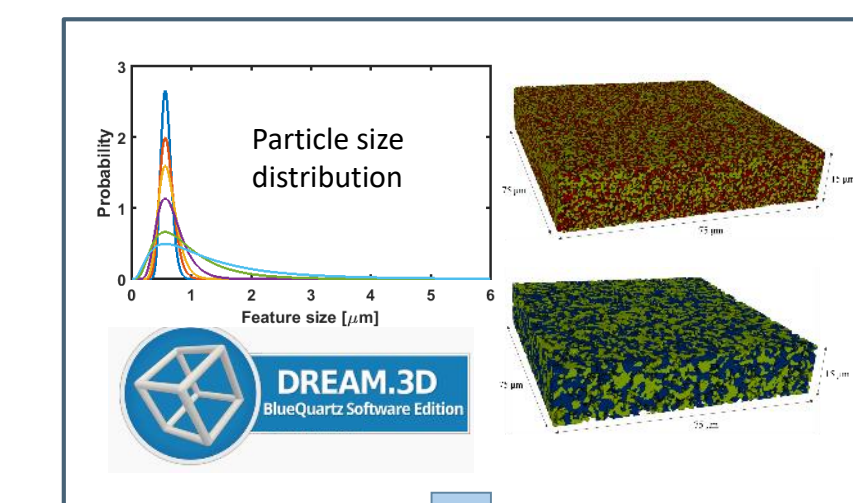 3
2
1
0
Probability
Particle size
distribution
0 1 2 3 4 5 6
Feature size [μm]
DREAM.3D
BlueQuartz Software Edition
75 μm
75 μm
15 μm
75 μm
75 μm
15 μm